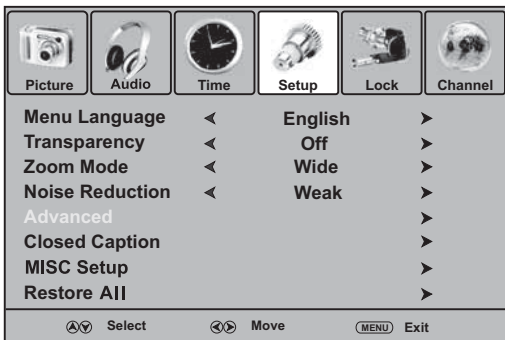 Picture Audio Time Setup Lock Channel
Menu Language English
Transparency Off
Zoom Mode Wide
Noise Reduction Weak
Advanced
Closed Caption
MISC Setup
Restore All
Select Move MENU Exit